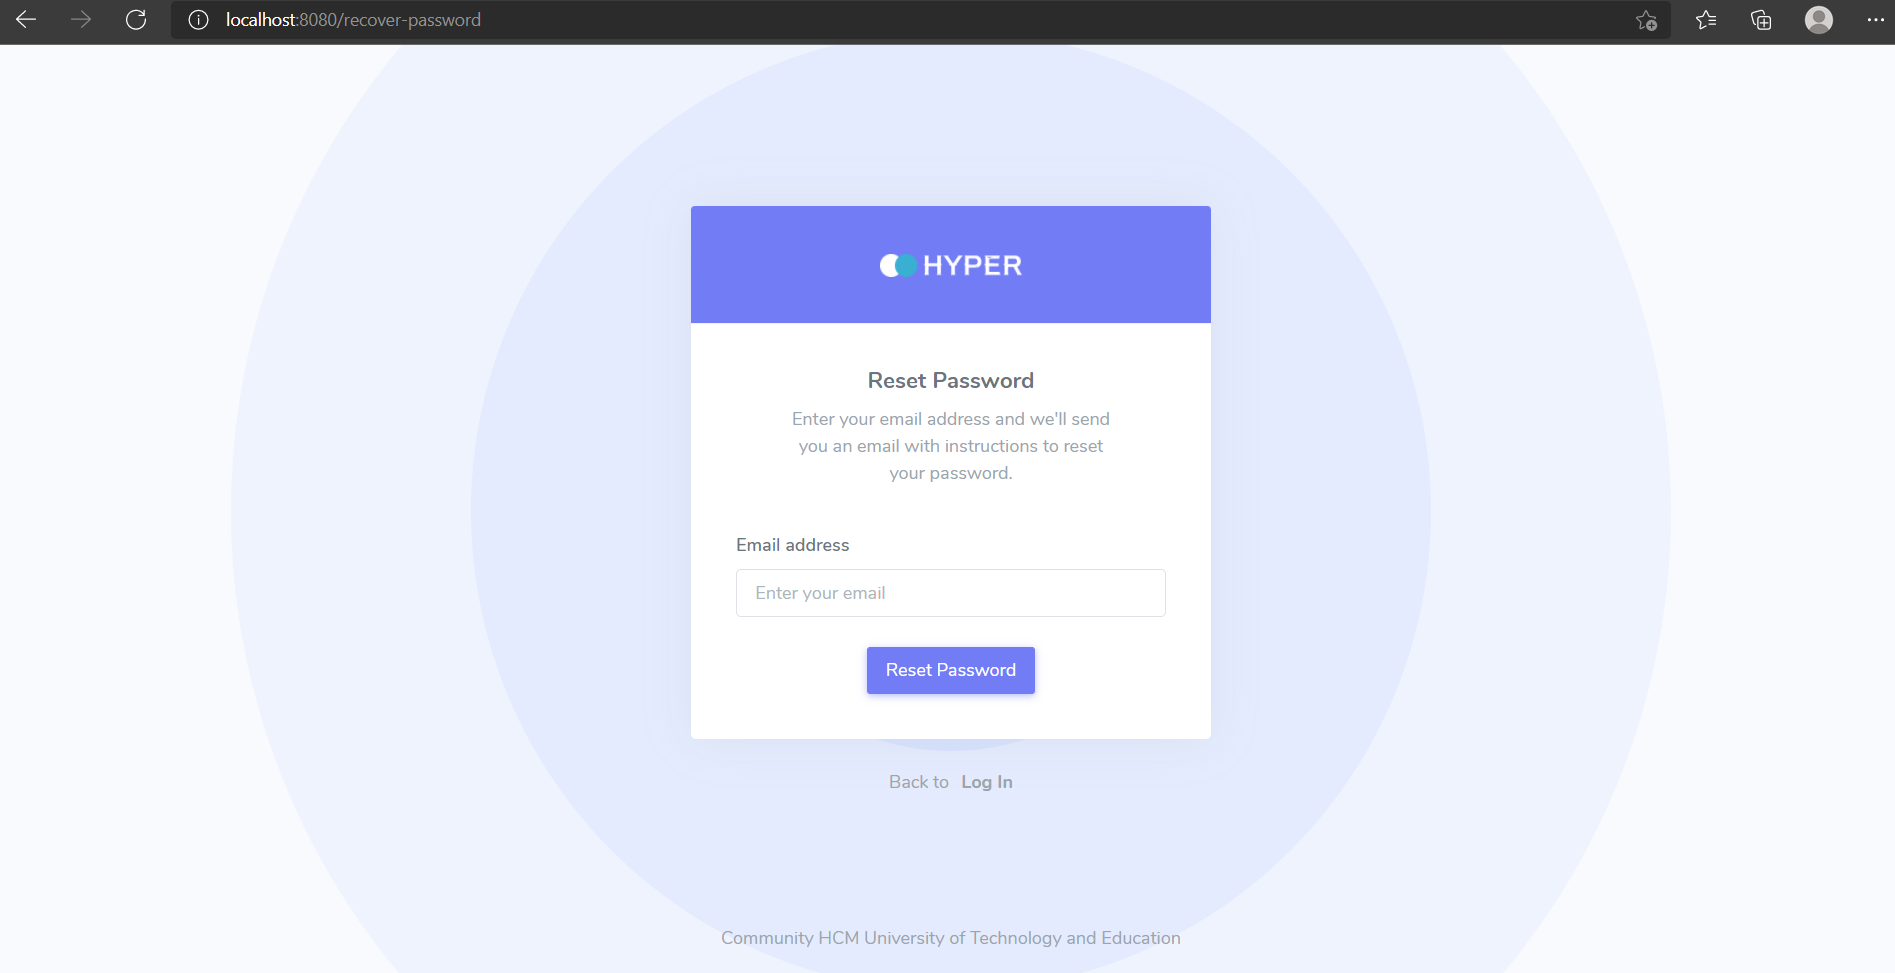 localhost:8080/recover-password
HYPER
Reset Password
Enter your email address and we'll send
you an email with instructions to reset
your password.
Email address
Enter your email
Reset Password
Back to Log In
Community HCM University of Technology and Education